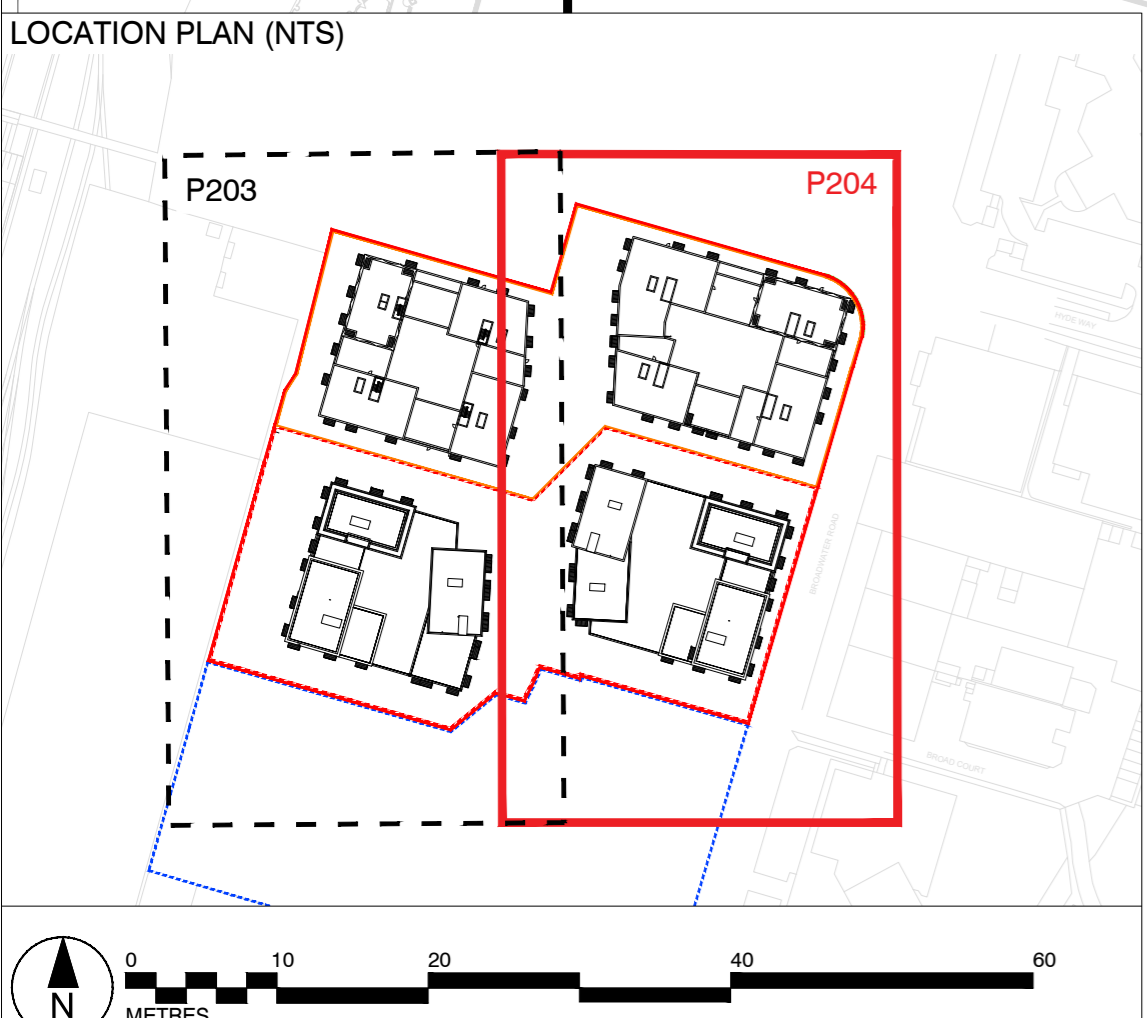 LOCATION PLAN (NTS)
P203
P204
HYDE WAY
BROADWATER ROAD
BROAD COURT
0 10 20 40 60
N
METRES